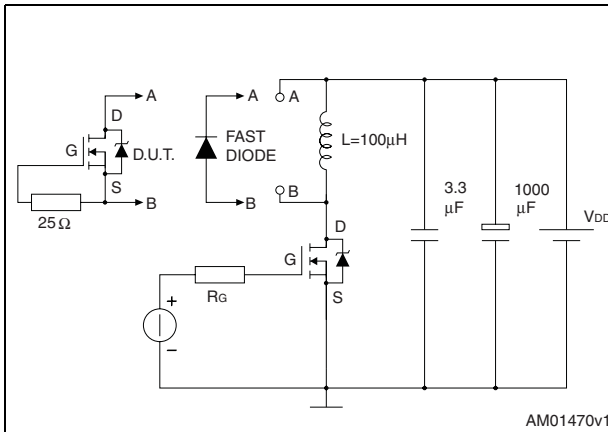 A
D
G
D.U.T.
S
B
25 Ω
A
FAST
DIODE
B
A
L=100μH
B
D
G
S
RG
+
–
3.3
μF
1000
μF
VDD
AM01470v1